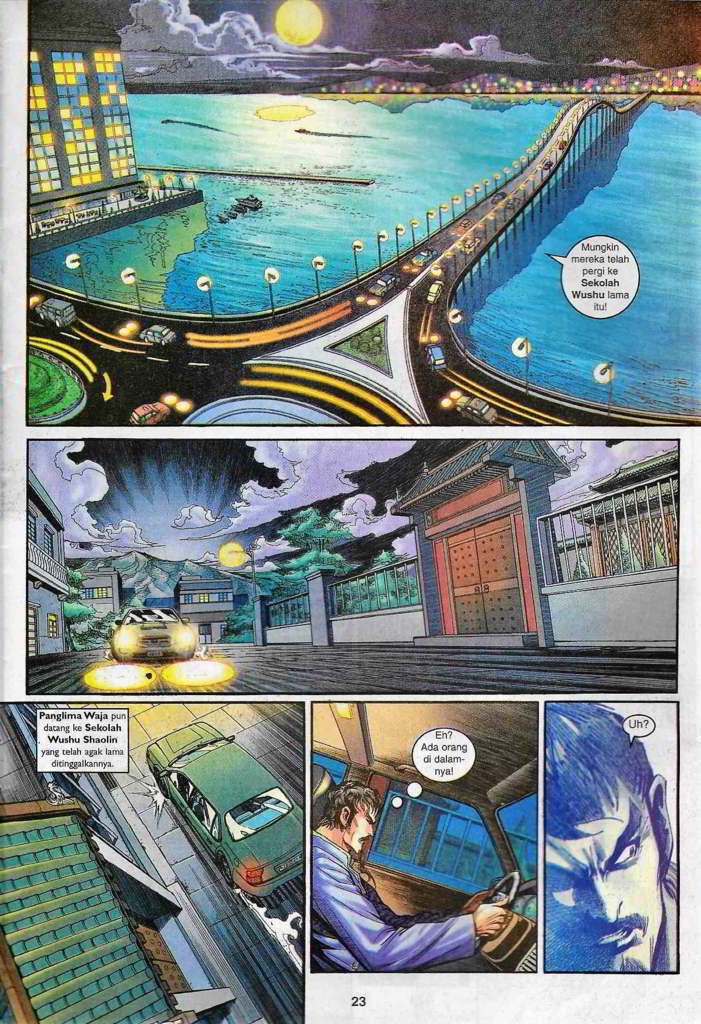 Mungkin
mereka telah
pergi ke
Sekolah
Wushu lama
itu!
Panglima Waja pun
datang ke Sekolah
Wushu Shaolin
yang telah agak lama
ditinggalkannya.
Eh?
Ada orang
di dalam-
nya!
Uh?
23